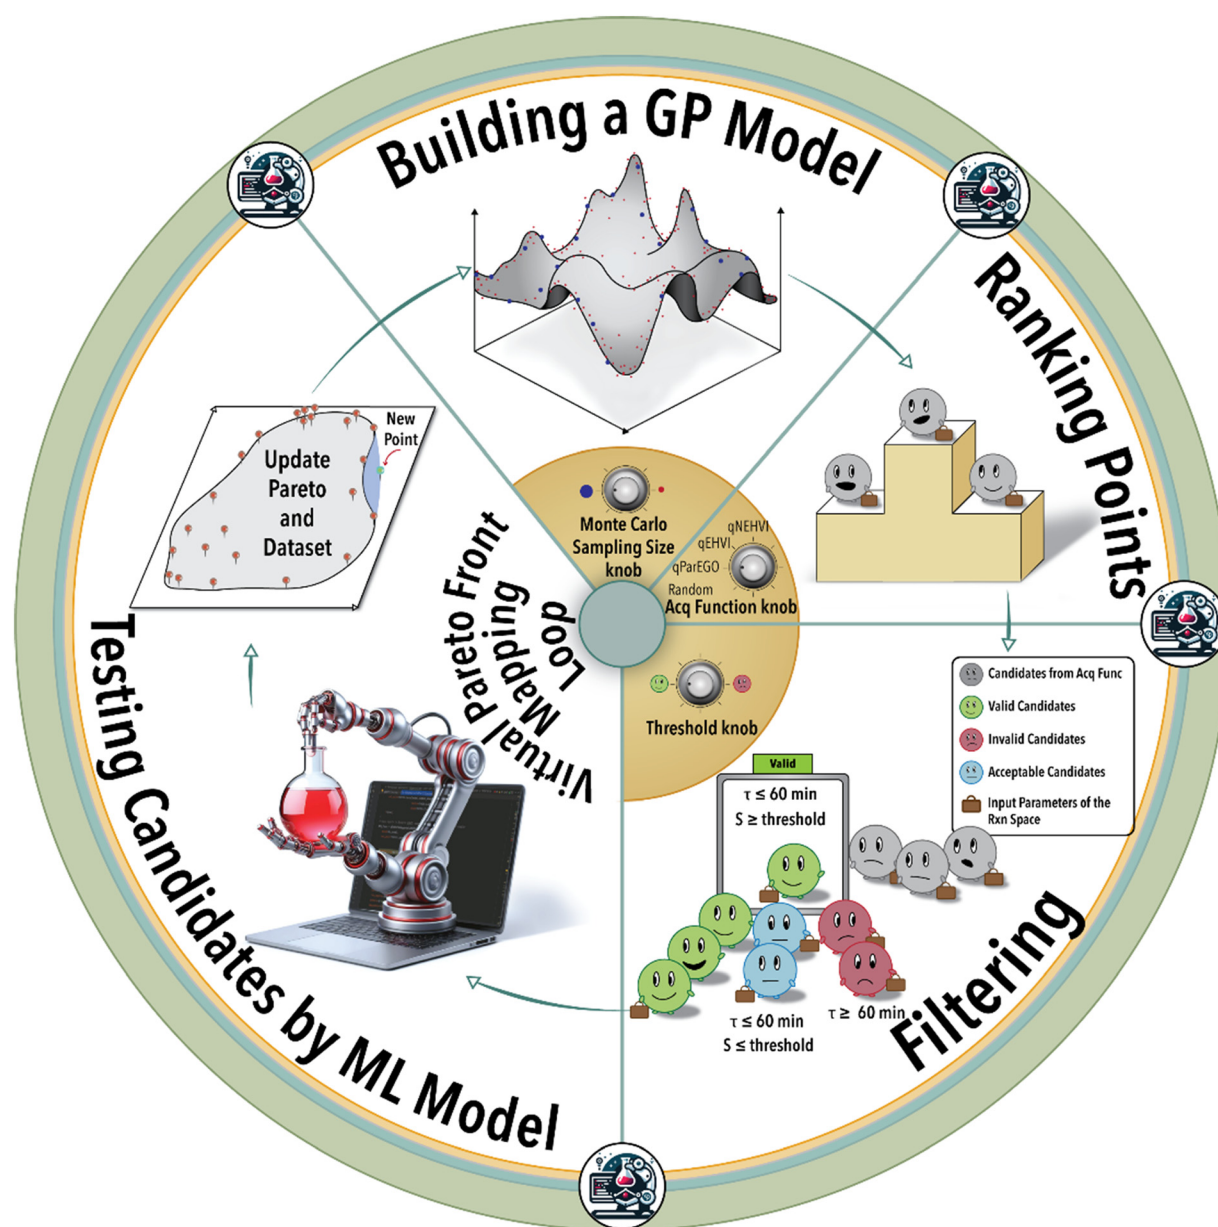 Building a GP Model
Ranking Points
Filtering
Testing Candidates by ML Model
Virtual Pareto Front
Mapping
Loop
New
Point
Update
Pareto
and
Dataset
Monte Carlo
Sampling Size
knob
qNEHVI
qEHVI
qParEGO
Random
Acq Function knob
Threshold knob
Candidates from Acq Func
Valid Candidates
Invalid Candidates
Acceptable Candidates
Input Parameters of the
Rxn Space
Valid
τ ≤ 60 min
S ≥ threshold
τ ≤ 60 min
S ≤ threshold
τ ≥ 60 min